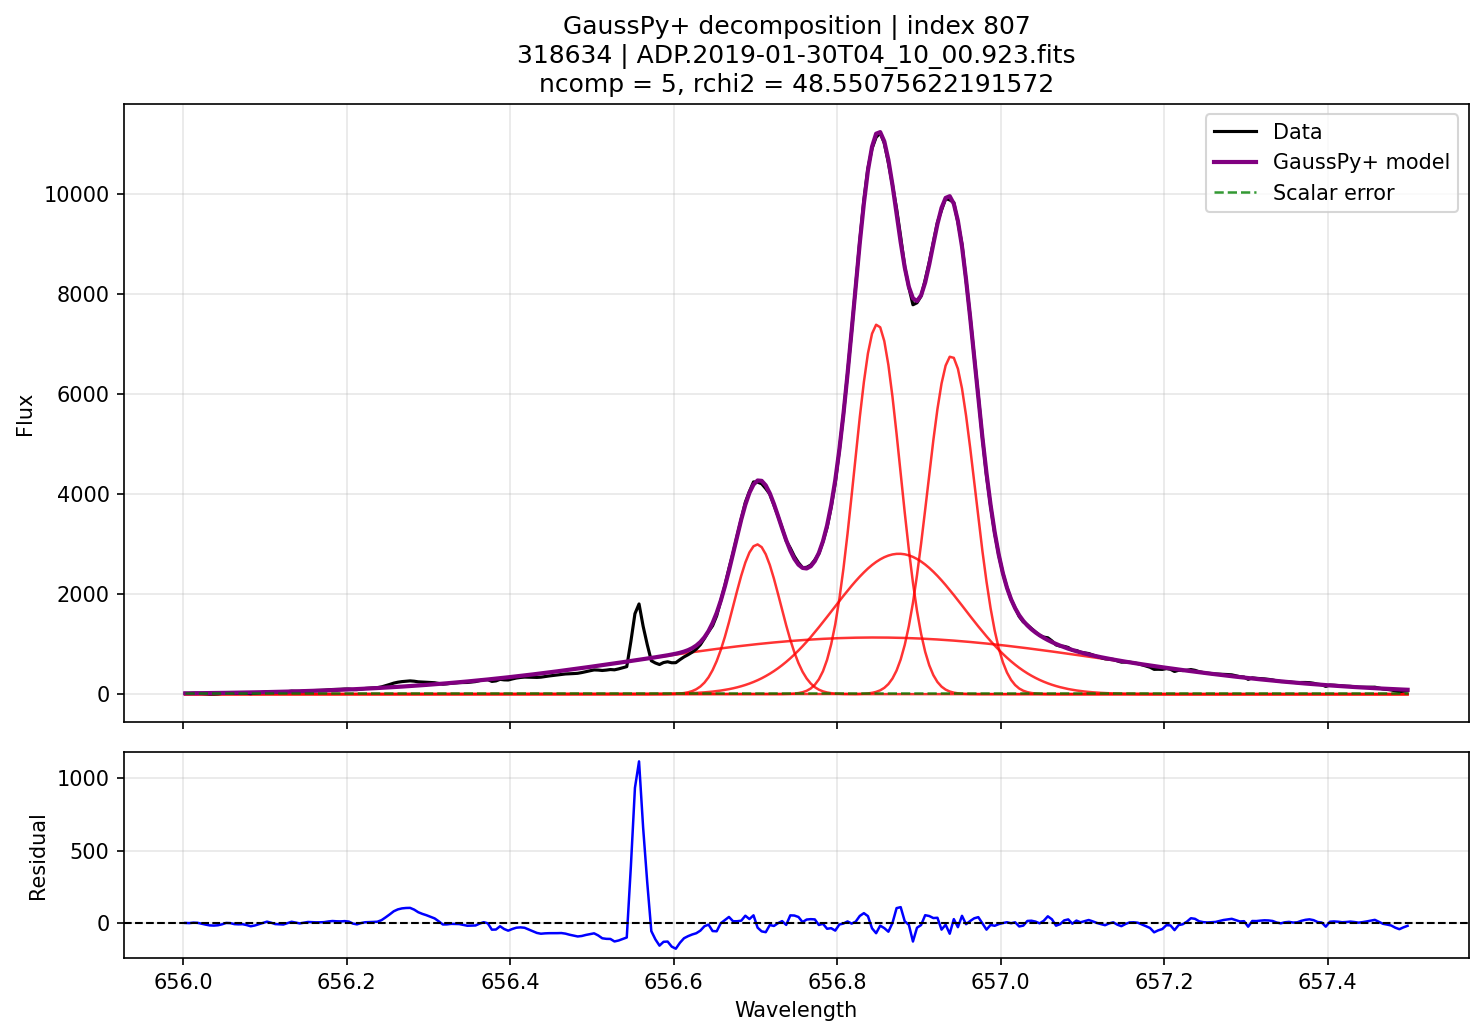 GaussPy+ decomposition | index 807
318634 | ADP.2019-01-30T04_10_00.923.fits
ncomp = 5, rchi2 = 48.55075622191572
Data
GaussPy+ model
Scalar error
10000
8000
6000
4000
2000
0
Flux
1000
500
0
Residual
656.0 656.2 656.4 656.6 656.8 657.0 657.2 657.4
Wavelength